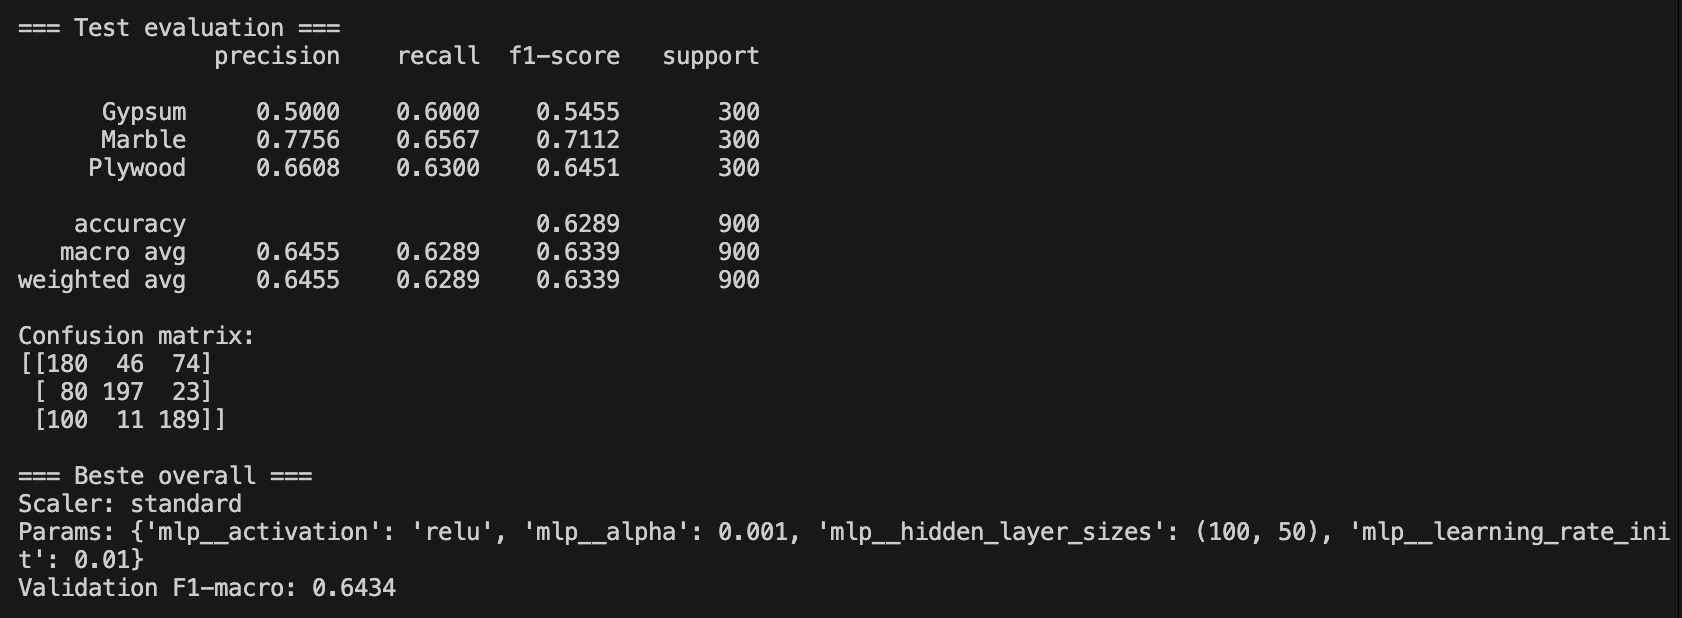 === Test evaluation ===
              precision    recall  f1-score   support

      Gypsum     0.5000    0.6000    0.5455       300
      Marble     0.7756    0.6567    0.7112       300
     Plywood     0.6608    0.6300    0.6451       300

    accuracy                         0.6289       900
   macro avg     0.6455    0.6289    0.6339       900
weighted avg     0.6455    0.6289    0.6339       900

Confusion matrix:
[[180  46  74]
 [ 80 197  23]
 [100  11 189]]

=== Beste overall ===
Scaler: standard
Params: {'mlp__activation': 'relu', 'mlp__alpha': 0.001, 'mlp__hidden_layer_sizes': (100, 50), 'mlp__learning_rate_ini
t': 0.01}
Validation F1-macro: 0.6434